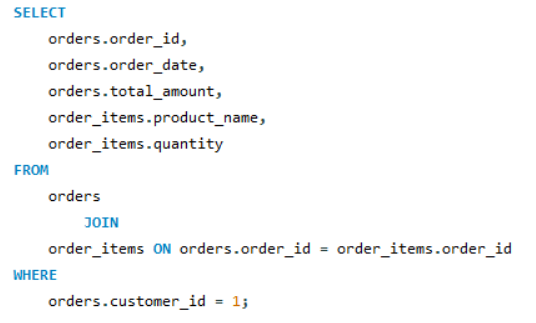 SELECT
orders.order_id,
orders.order_date,
orders.total_amount,
order_items.product_name,
order_items.quantity
FROM
orders
JOIN
order_items ON orders.order_id = order_items.order_id
WHERE
orders.customer_id = 1;